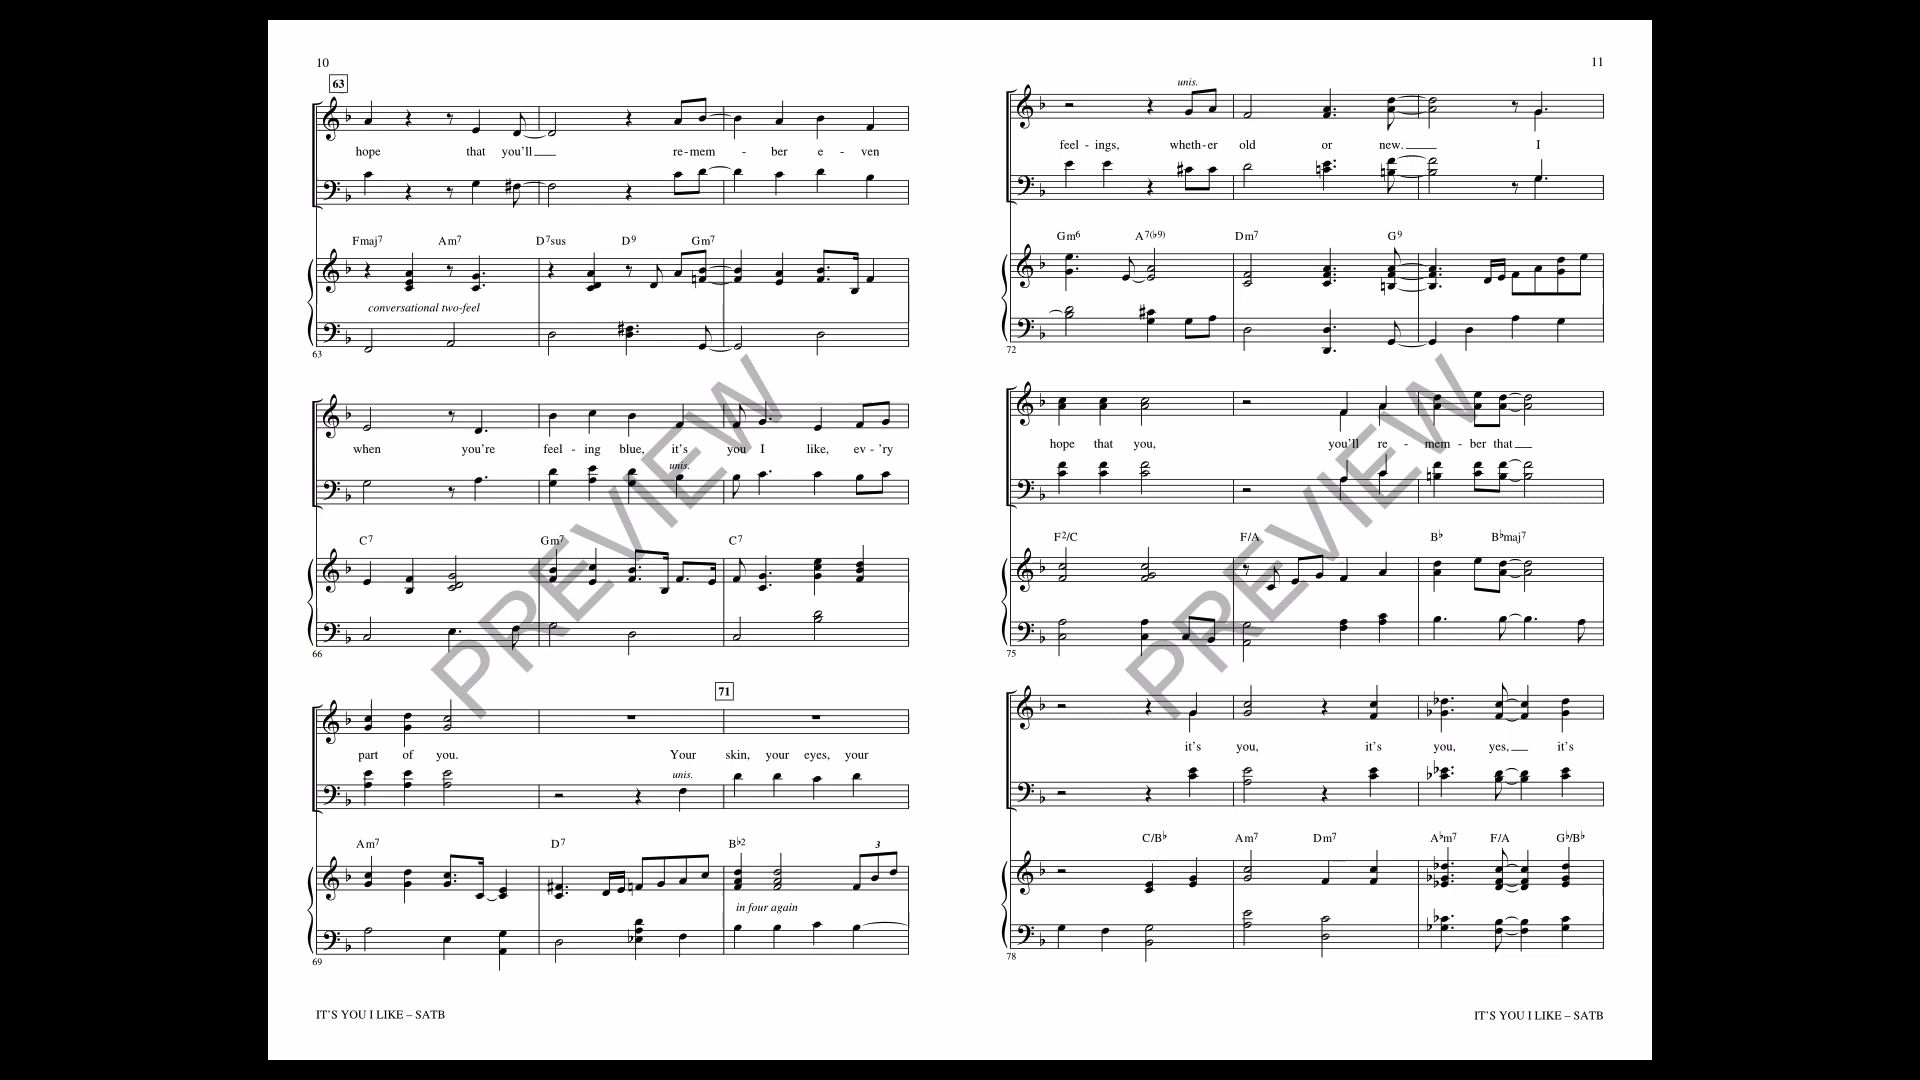 10
63
hope that you'll re-mem - ber e - ven
Fmaj7 Am7 D7sus D9 Gm7
conversational two-feel
63
when you're feel - ing blue, it's you I like, ev - 'ry
unis.
C7 Gm7 C7
66
71
part of you. Your skin, your eyes, your
unis.
Am7 D7 B♭2
3
in four again
69
IT'S YOU I LIKE – SATB
11
unis.
feel - ings, wheth-er old or new. I
Gm6 A7(♭9) Dm7 G9
72
hope that you, you'll re - mem - ber that
F2/C F/A B♭ B♭maj7
75
it's you, it's you, yes, it's
C/B♭ Am7 Dm7 A♭m7 F/A G♭/B♭
78
IT'S YOU I LIKE – SATB
PREVIEW
PREVIEW